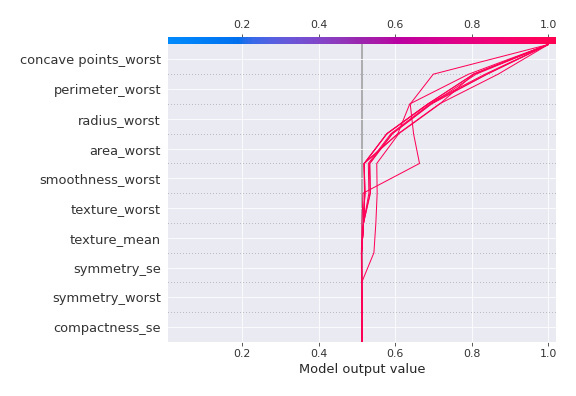 0.2 0.4 0.6 0.8 1.0
concave points_worst
perimeter_worst
radius_worst
area_worst
smoothness_worst
texture_worst
texture_mean
symmetry_se
symmetry_worst
compactness_se
0.2 0.4 0.6 0.8 1.0
Model output value